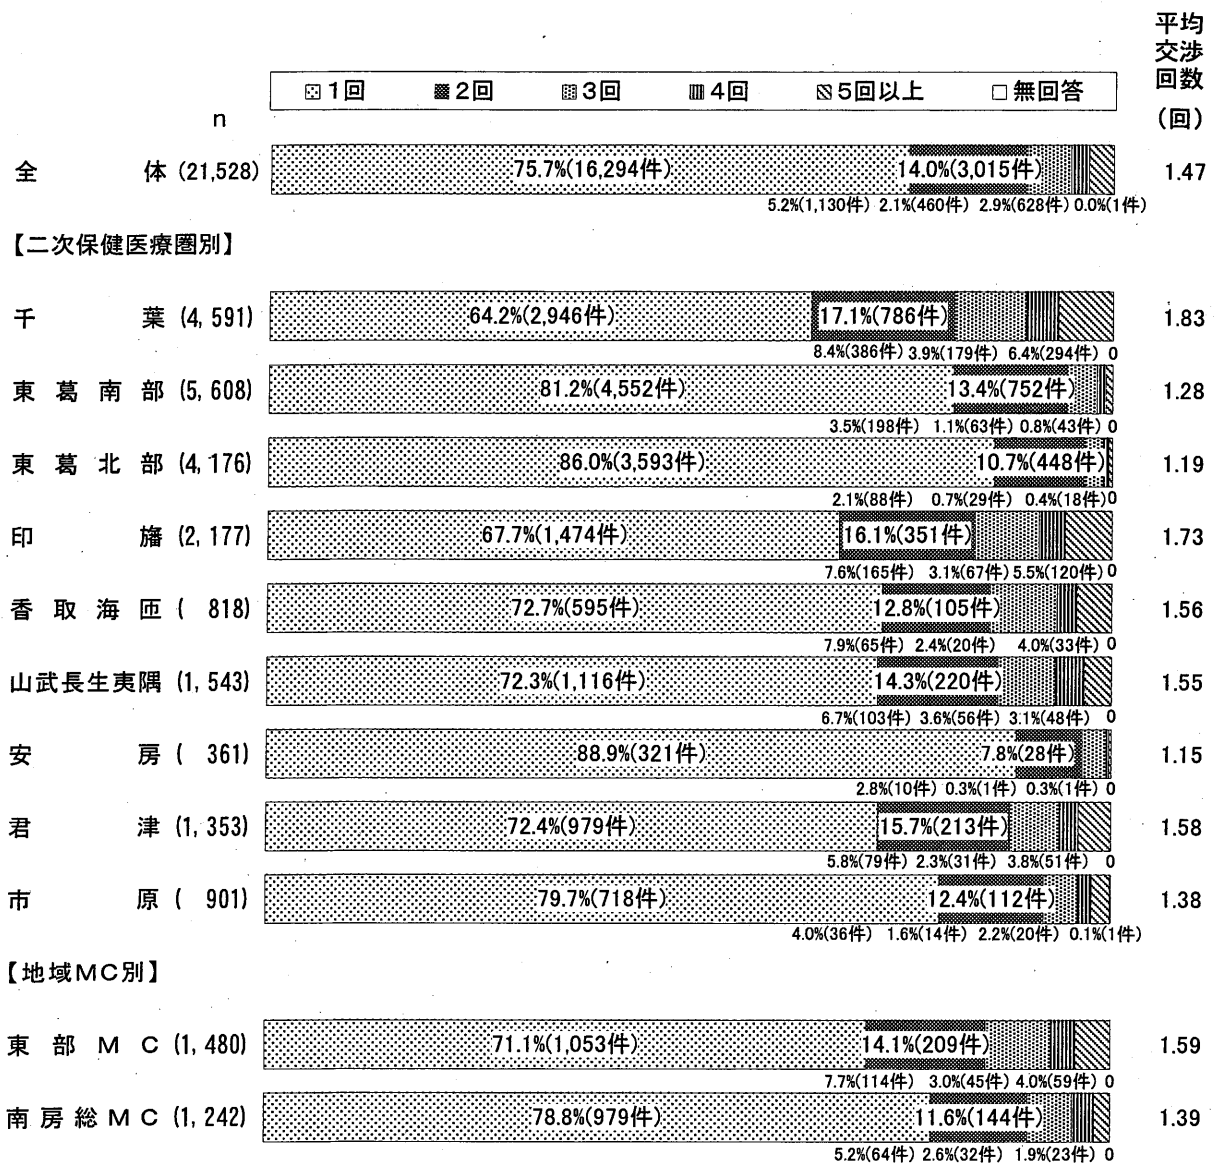 平均
交渉
回数
(回)
1回 2回 3回 4回 5回以上 無回答
n
全体 (21,528) 75.7%(16,294件) 14.0%(3,015件) 1.47
5.2%(1,130件) 2.1%(460件) 2.9%(628件) 0.0%(1件)
【二次保健医療圏別】
千葉 (4,591) 64.2%(2,946件) 17.1%(786件) 1.83
8.4%(386件) 3.9%(179件) 6.4%(294件) 0
東葛南部 (5,608) 81.2%(4,552件) 13.4%(752件) 1.28
3.5%(198件) 1.1%(63件) 0.8%(43件) 0
東葛北部 (4,176) 86.0%(3,593件) 10.7%(448件) 1.19
2.1%(88件) 0.7%(29件) 0.4%(18件) 0
印旛 (2,177) 67.7%(1,474件) 16.1%(351件) 1.73
7.6%(165件) 3.1%(67件) 5.5%(120件) 0
香取海匝 ( 818) 72.7%(595件) 12.8%(105件) 1.56
7.9%(65件) 2.4%(20件) 4.0%(33件) 0
山武長生夷隅 (1,543) 72.3%(1,116件) 14.3%(220件) 1.55
6.7%(103件) 3.6%(56件) 3.1%(48件) 0
安房 ( 361) 88.9%(321件) 7.8%(28件) 1.15
2.8%(10件) 0.3%(1件) 0.3%(1件) 0
君津 (1,353) 72.4%(979件) 15.7%(213件) 1.58
5.8%(79件) 2.3%(31件) 3.8%(51件) 0
市原 ( 901) 79.7%(718件) 12.4%(112件) 1.38
4.0%(36件) 1.6%(14件) 2.2%(20件) 0.1%(1件)
【地域MC別】
東部MC (1,480) 71.1%(1,053件) 14.1%(209件) 1.59
7.7%(114件) 3.0%(45件) 4.0%(59件) 0
南房総MC (1,242) 78.8%(979件) 11.6%(144件) 1.39
5.2%(64件) 2.6%(32件) 1.9%(23件) 0